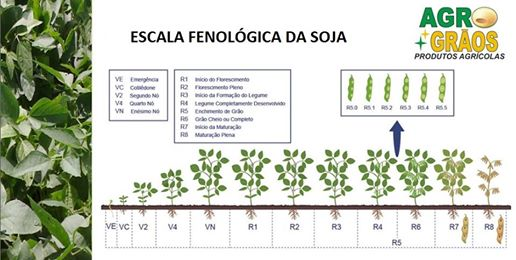 ESCALA FENOLÓGICA DA SOJA
AGRO
GRÃOS
PRODUTOS AGRÍCOLAS
VE Emergência
VC Cotilédone
V2 Segundo Nó
V4 Quarto Nó
VN Enésimo Nó
R1 Início do Florescimento
R2 Florescimento Pleno
R3 Início da Formação do Legume
R4 Legume Completamente Desenvolvido
R5 Enchimento de Grão
R6 Grão Cheio ou Completo
R7 Início da Maturação
R8 Maturação Plena
R5.0 R5.1 R5.2 R5.3 R5.4 R5.5
VE VC V2 V4 VN R1 R2 R3 R4 R6 R7 R8
R5